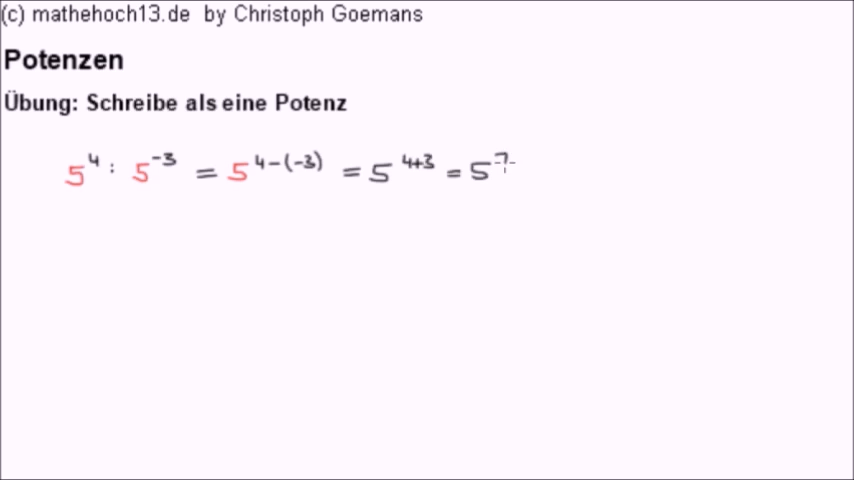 (c) mathehoch13.de by Christoph Goemans
Potenzen
Übung: Schreibe als eine Potenz
5⁴ : 5⁻³ = 5⁴⁻⁽⁻³⁾ = 5⁴⁺³ = 5⁷